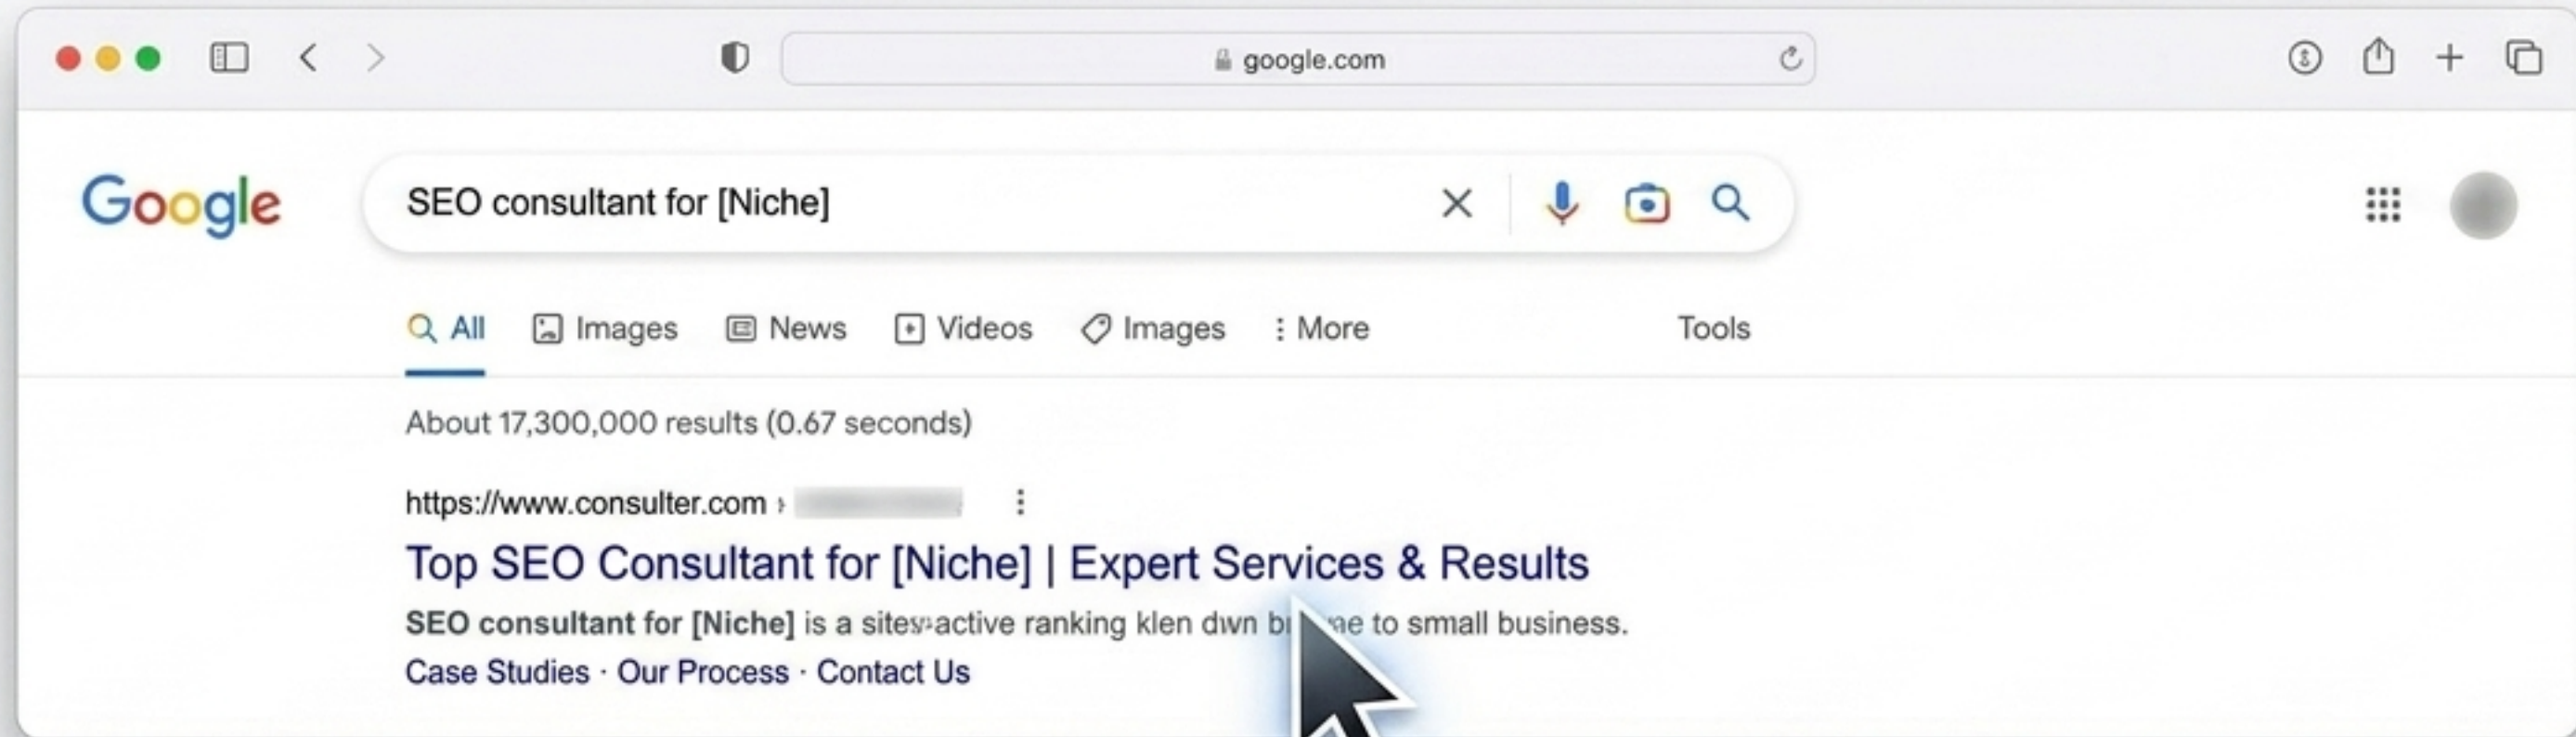 google.com
Google
SEO consultant for [Niche]
All Images News Videos Images More Tools
About 17,300,000 results (0.67 seconds)
https://www.consulter.com ›
Top SEO Consultant for [Niche] | Expert Services & Results
SEO consultant for [Niche] is a active ranking klen dwn to small business.
Case Studies · Our Process · Contact Us